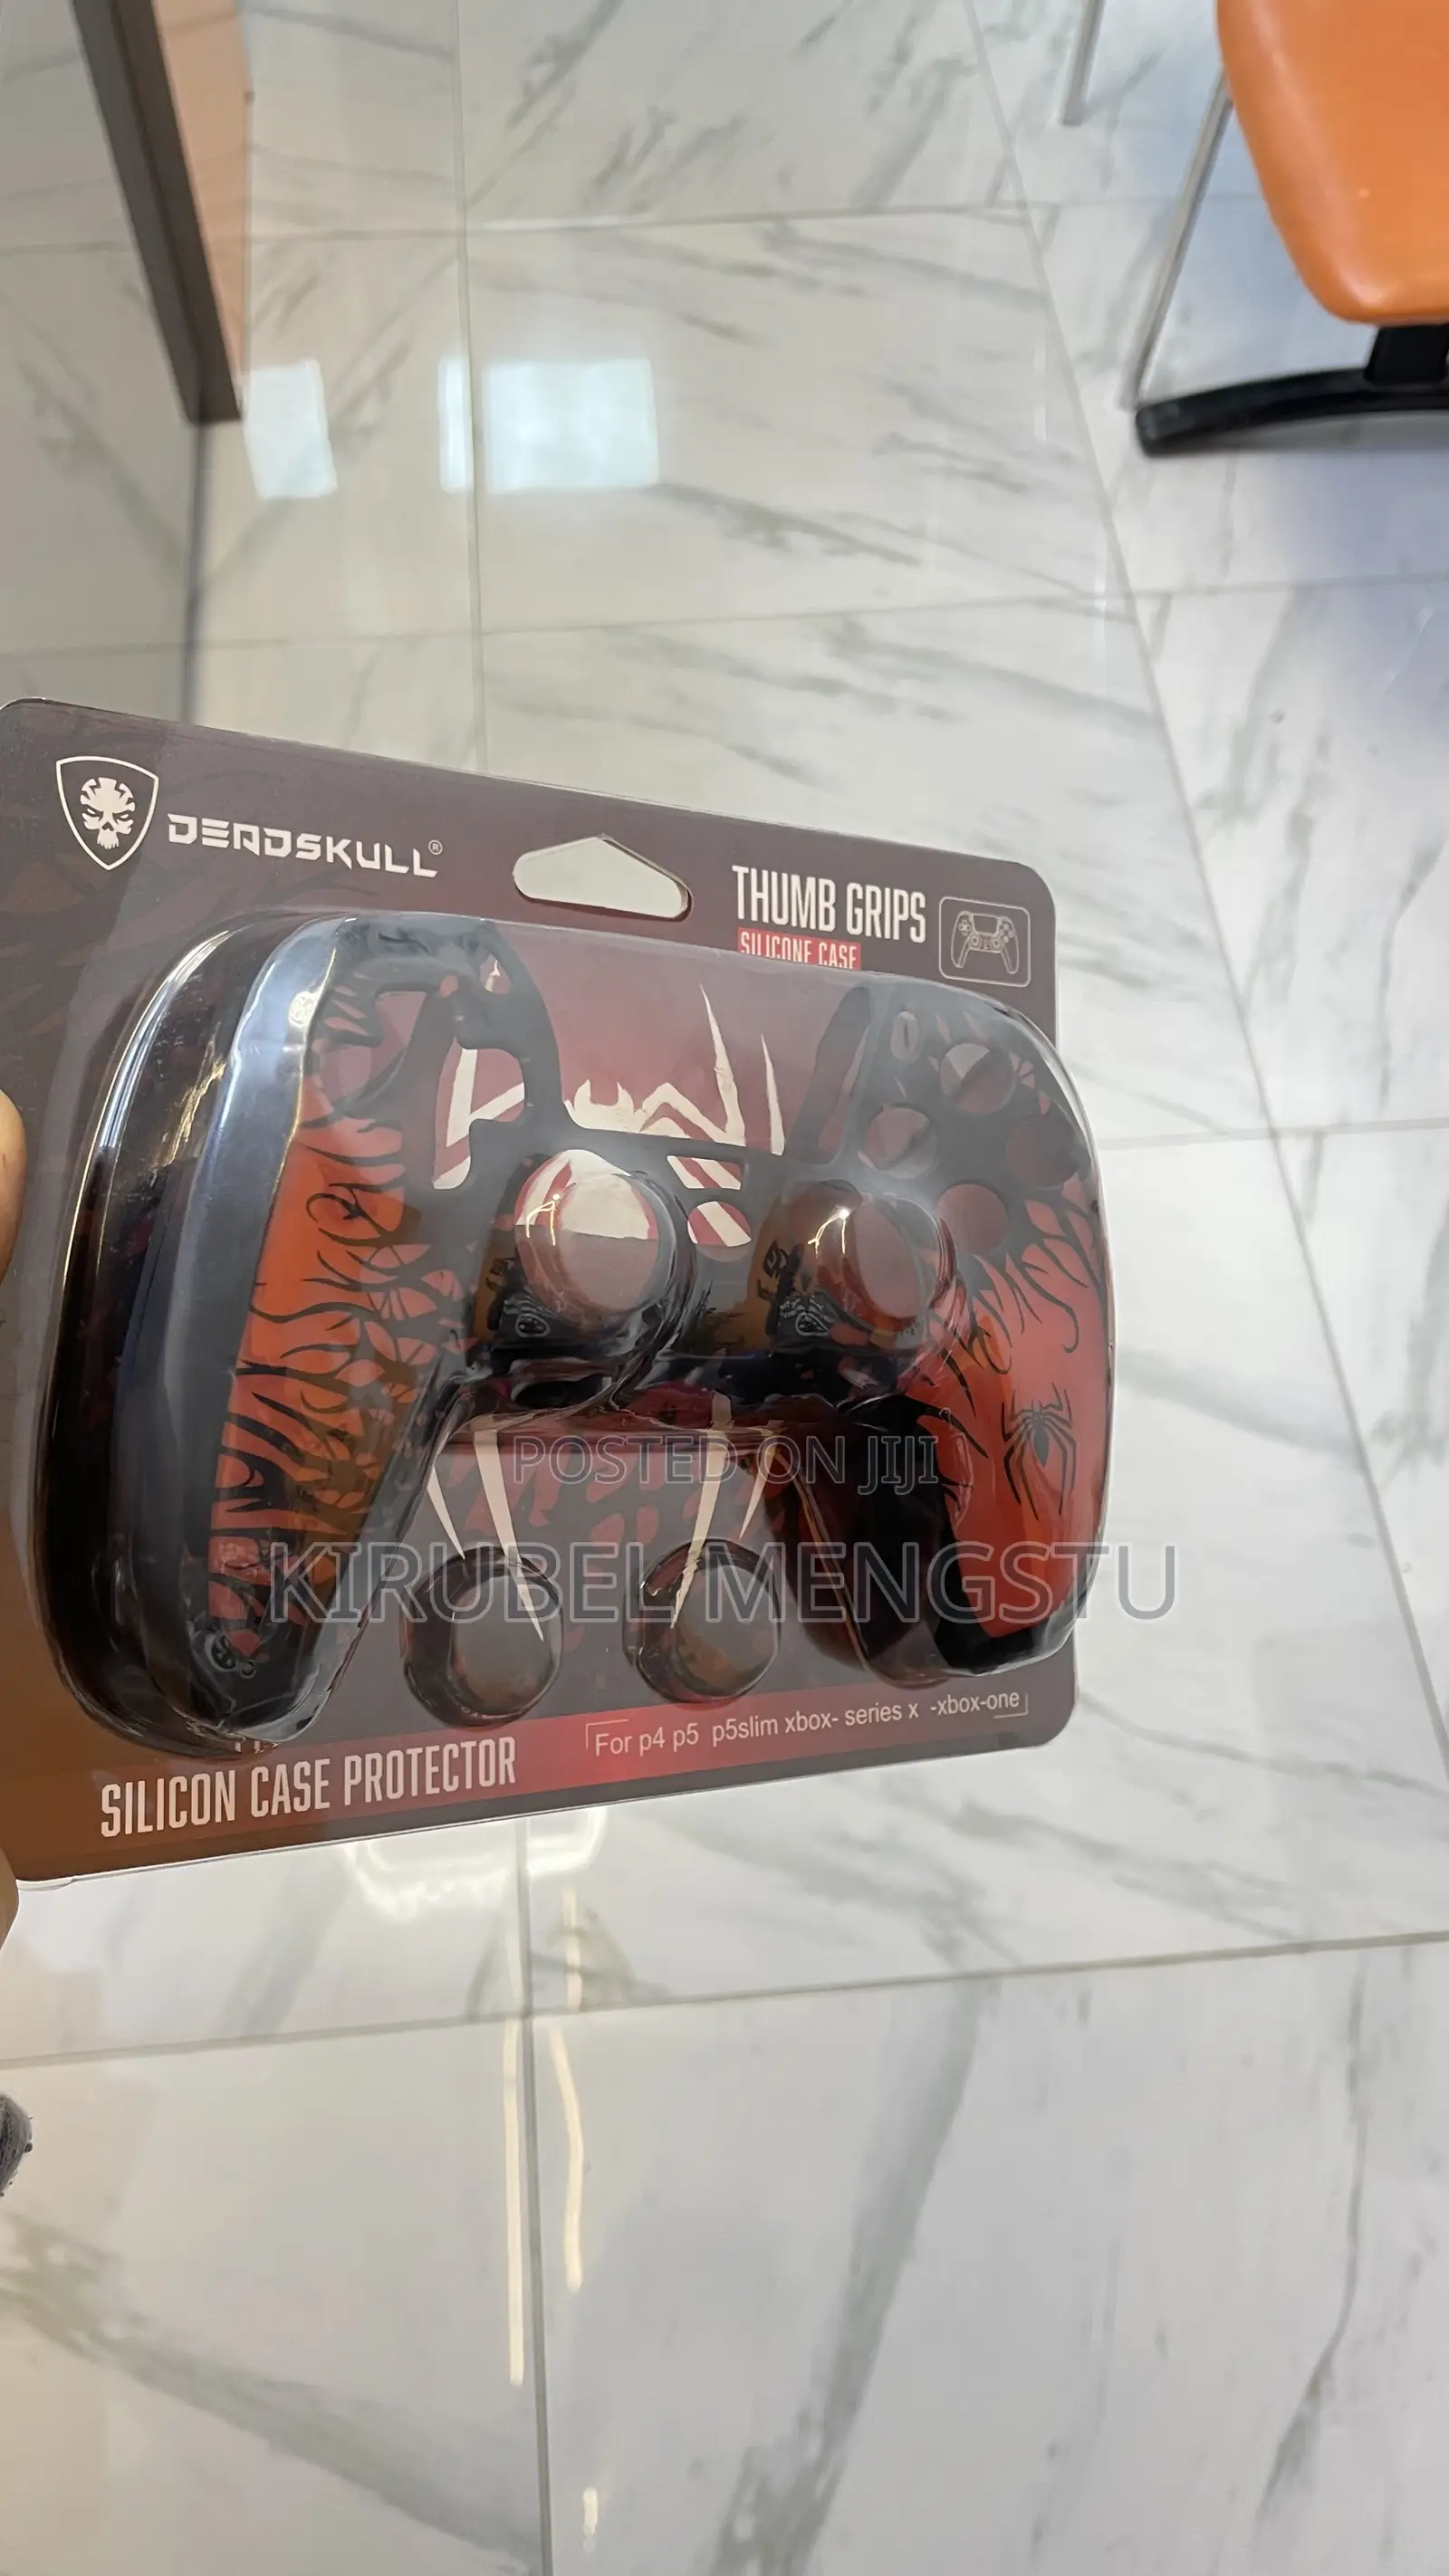 DEADSKULL®
THUMB GRIPS
SILICONE CASE
POSTED ON JIJI
KIRUBEL MENGSTU
For p4 p5 p5slim xbox- series x -xbox-one
SILICON CASE PROTECTOR